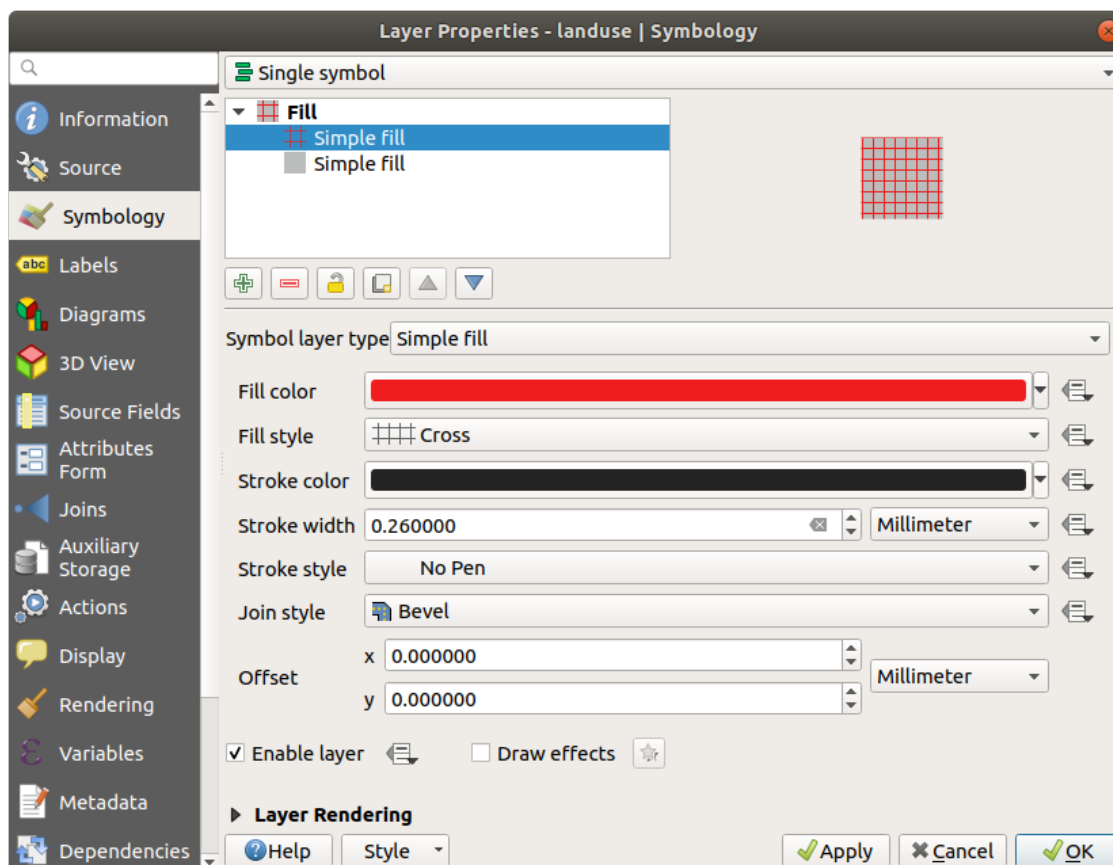 Layer Properties - landuse | Symbology
Single symbol
Information
Source
Symbology
abc Labels
Diagrams
3D View
Source Fields
Attributes
Form
Joins
Auxiliary
Storage
Actions
Display
Rendering
Variables
Metadata
Dependencies
Fill
Simple fill
Simple fill
Symbol layer type Simple fill
Fill color
Fill style Cross
Stroke color
Stroke width 0.260000 Millimeter
Stroke style No Pen
Join style Bevel
Offset x 0.000000 Millimeter
y 0.000000
Enable layer Draw effects
Layer Rendering
Help Style Apply Cancel OK